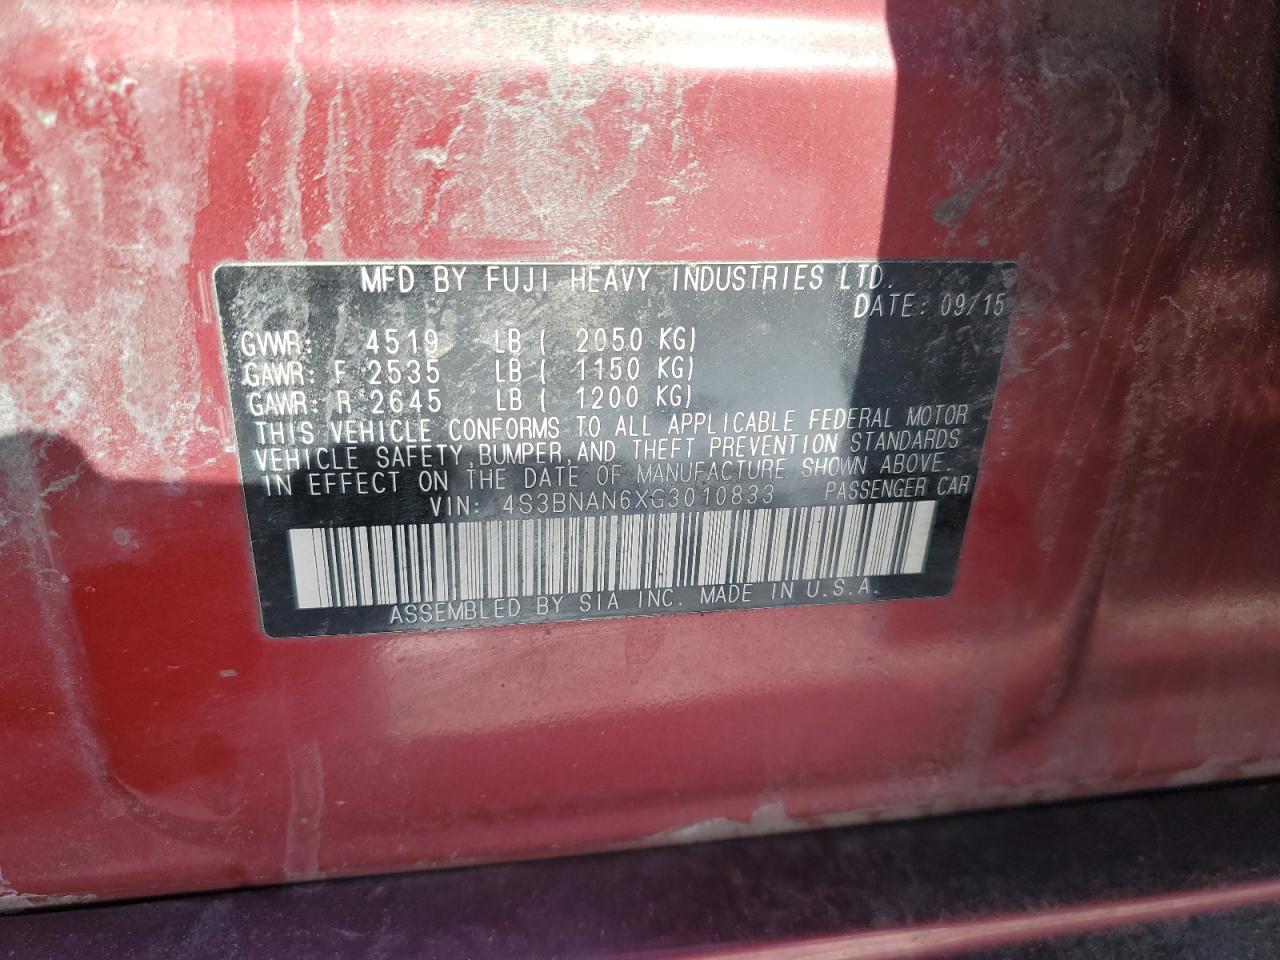 MFD BY FUJI HEAVY INDUSTRIES LTD.
DATE: 09/15
GVWR: 4519 LB ( 2050 KG)
GAWR: F 2535 LB ( 1150 KG)
GAWR: R 2645 LB ( 1200 KG)
THIS VEHICLE CONFORMS TO ALL APPLICABLE FEDERAL MOTOR
VEHICLE SAFETY, BUMPER, AND THEFT PREVENTION STANDARDS
IN EFFECT ON THE DATE OF MANUFACTURE SHOWN ABOVE.
VIN: 4S3BNAN6XG3010833 PASSENGER CAR
ASSEMBLED BY SIA INC. MADE IN U.S.A.